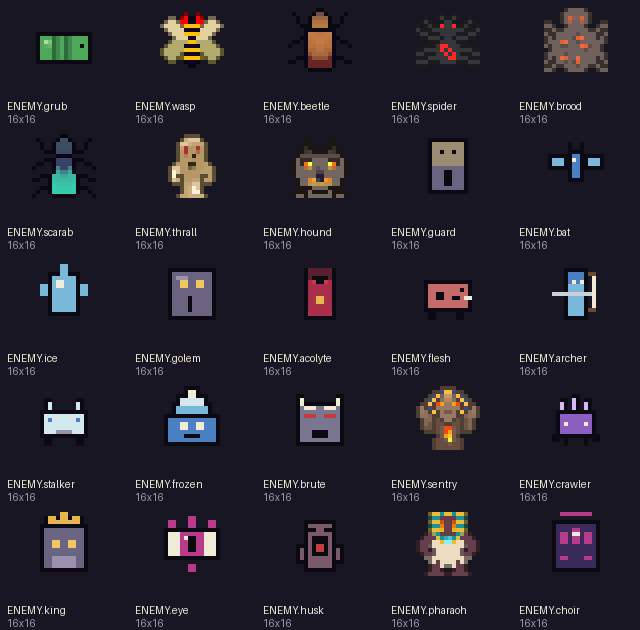 ENEMY.grub ENEMY.wasp ENEMY.beetle ENEMY.spider ENEMY.brood
16x16 16x16 16x16 16x16 16x16
ENEMY.scarab ENEMY.thrall ENEMY.hound ENEMY.guard ENEMY.bat
16x16 16x16 16x16 16x16 16x16
ENEMY.ice ENEMY.golem ENEMY.acolyte ENEMY.flesh ENEMY.archer
16x16 16x16 16x16 16x16 16x16
ENEMY.stalker ENEMY.frozen ENEMY.brute ENEMY.sentry ENEMY.crawler
16x16 16x16 16x16 16x16 16x16
ENEMY.king ENEMY.eye ENEMY.husk ENEMY.pharaoh ENEMY.choir
16x16 16x16 16x16 16x16 16x16